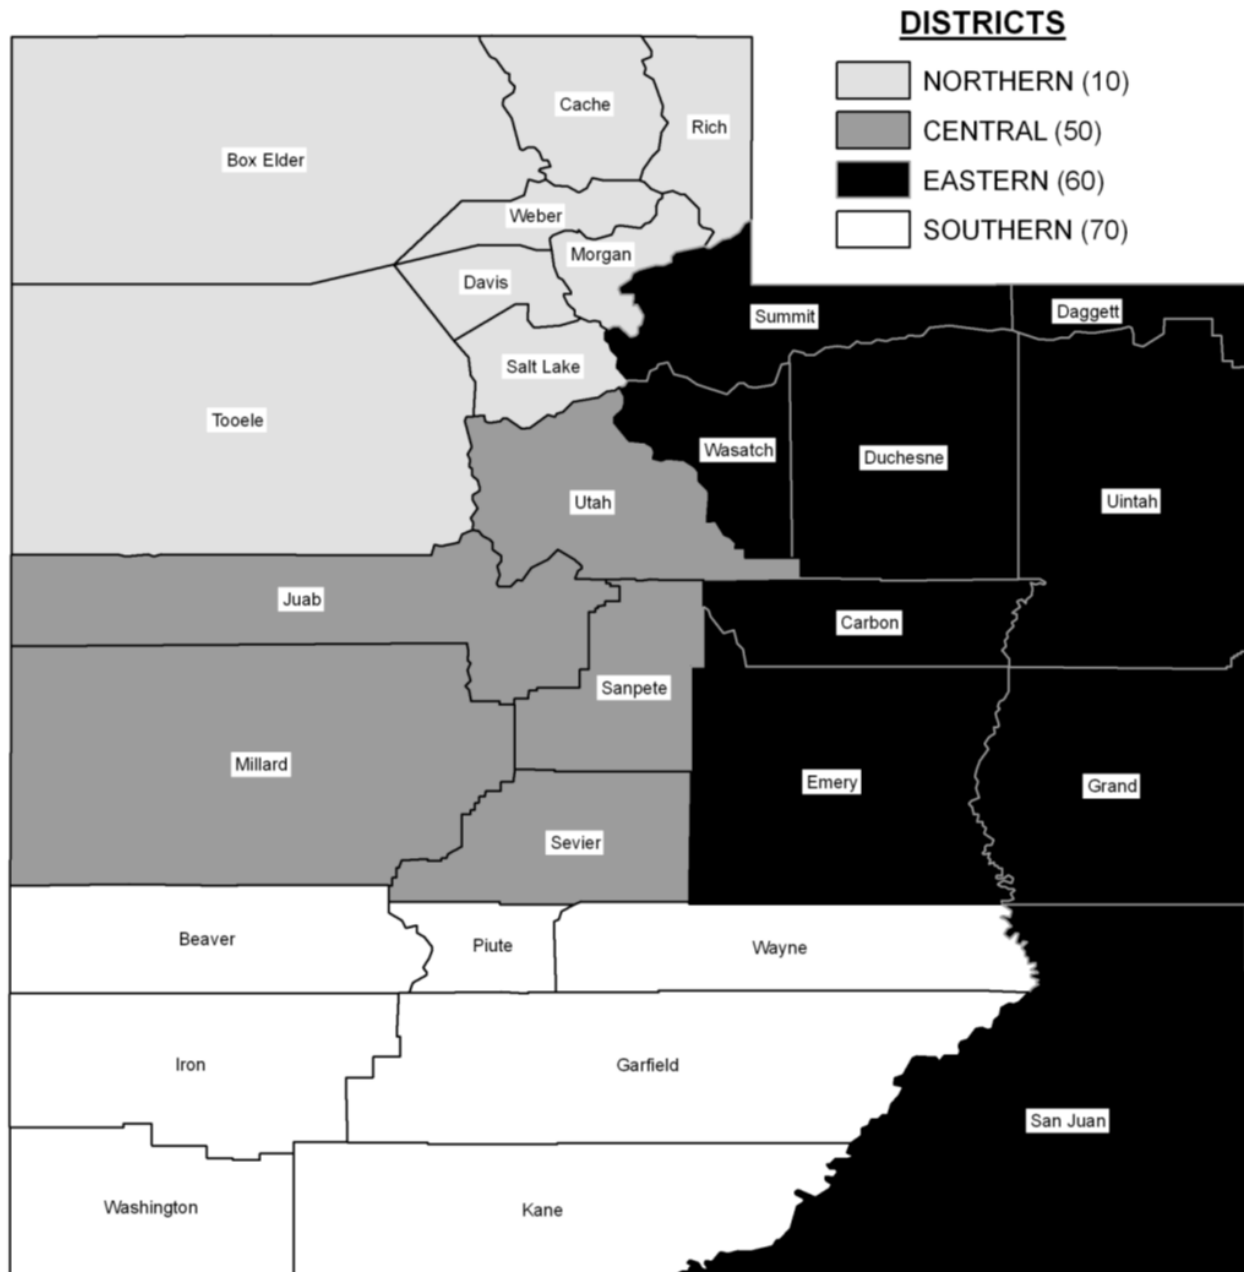 DISTRICTS
NORTHERN (10)
CENTRAL (50)
EASTERN (60)
SOUTHERN (70)
Cache
Rich
Box Elder
Weber
Morgan
Davis
Summit
Daggett
Salt Lake
Tooele
Wasatch
Duchesne
Utah
Uintah
Juab
Carbon
Sanpete
Millard
Emery
Grand
Sevier
Beaver
Piute
Wayne
Iron
Garfield
San Juan
Washington
Kane